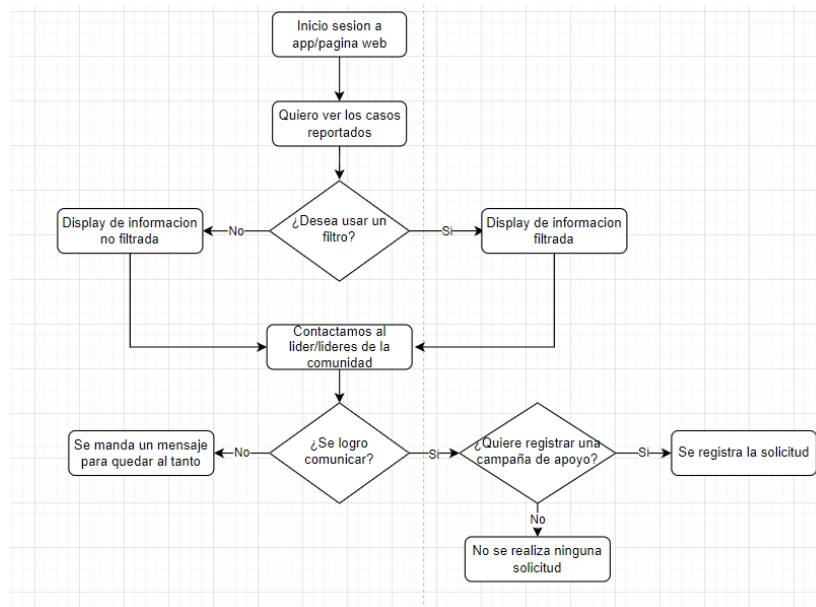 Inicio sesion a
app/pagina web
Quiero ver los casos
reportados
¿Desea usar un
filtro?
No
Si
Display de informacion
no filtrada
Display de informacion
filtrada
Contactamos al
lider/lideres de la
comunidad
¿Se logro
comunicar?
No
Si
Se manda un mensaje
para quedar al tanto
¿Quiere registrar una
campaña de apoyo?
Si
Se registra la solicitud
No
No se realiza ninguna
solicitud